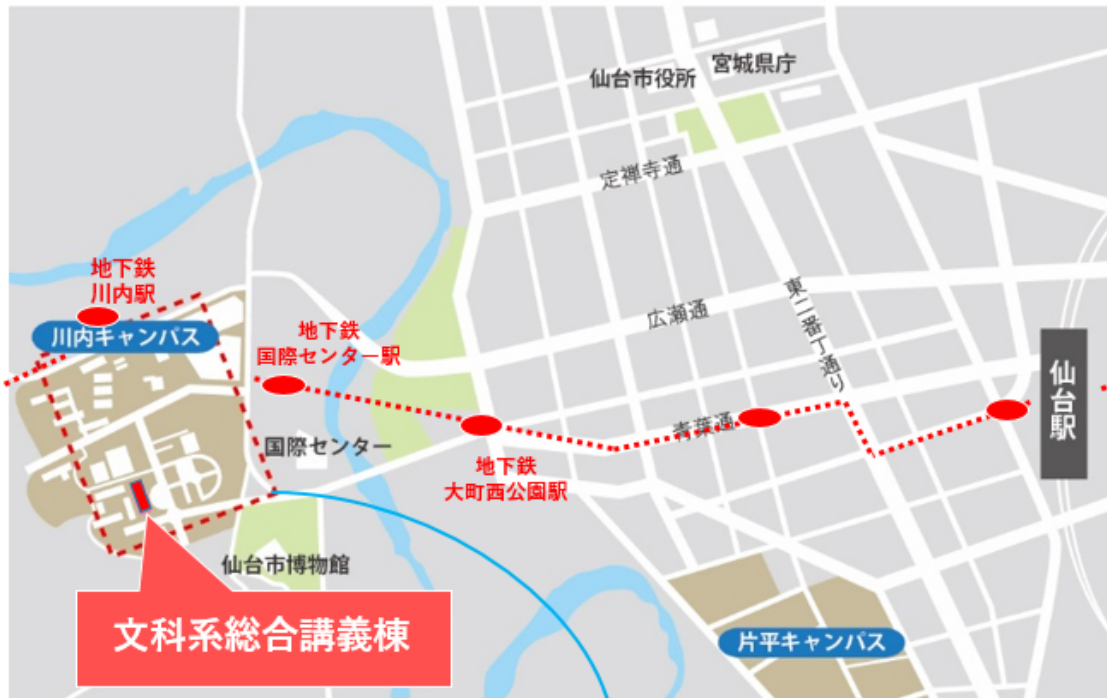 宮城県庁
仙台市役所
定禅寺通
地下鉄
川内駅
川内キャンパス
地下鉄
国際センター駅
広瀬通
東二番丁通り
仙台駅
青葉通
国際センター
地下鉄
大町西公園駅
仙台市博物館
文科系総合講義棟
片平キャンパス